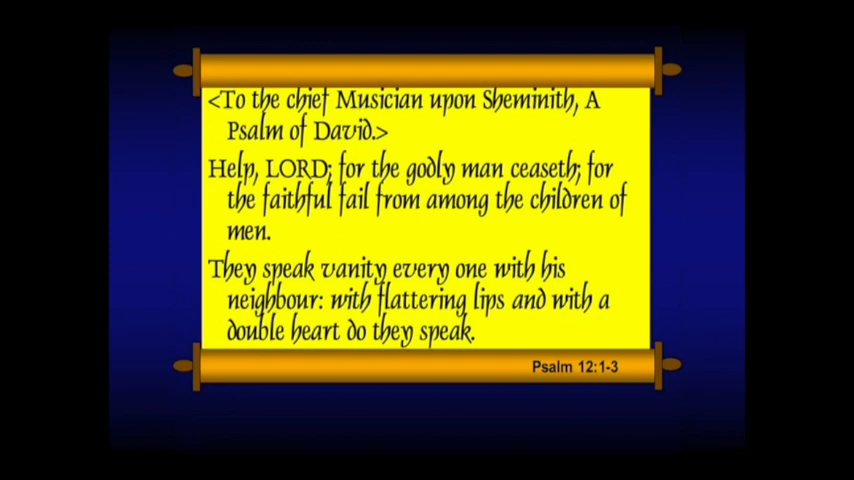 <To the chief Musician upon Sheminith, A
Psalm of David.>
Help, LORD; for the godly man ceaseth; for
the faithful fail from among the children of
men.
They speak vanity every one with his
neighbour: with flattering lips and with a
double heart do they speak.
Psalm 12:1-3